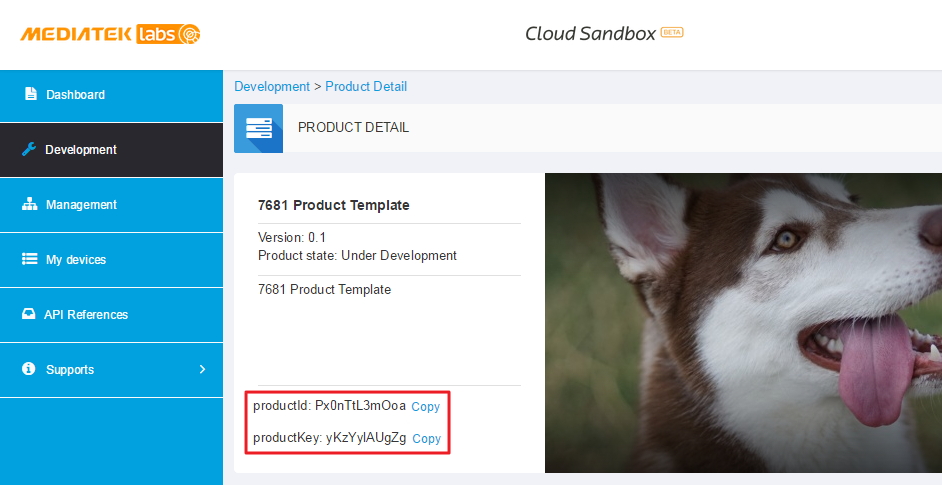 MEDIATEK labs
Cloud Sandbox BETA
Dashboard
Development
Management
My devices
API References
Supports
Development > Product Detail
PRODUCT DETAIL
7681 Product Template
Version: 0.1
Product state: Under Development
7681 Product Template
productId: Px0nTtL3mOoa Copy
productKey: yKzYylAUgZg Copy